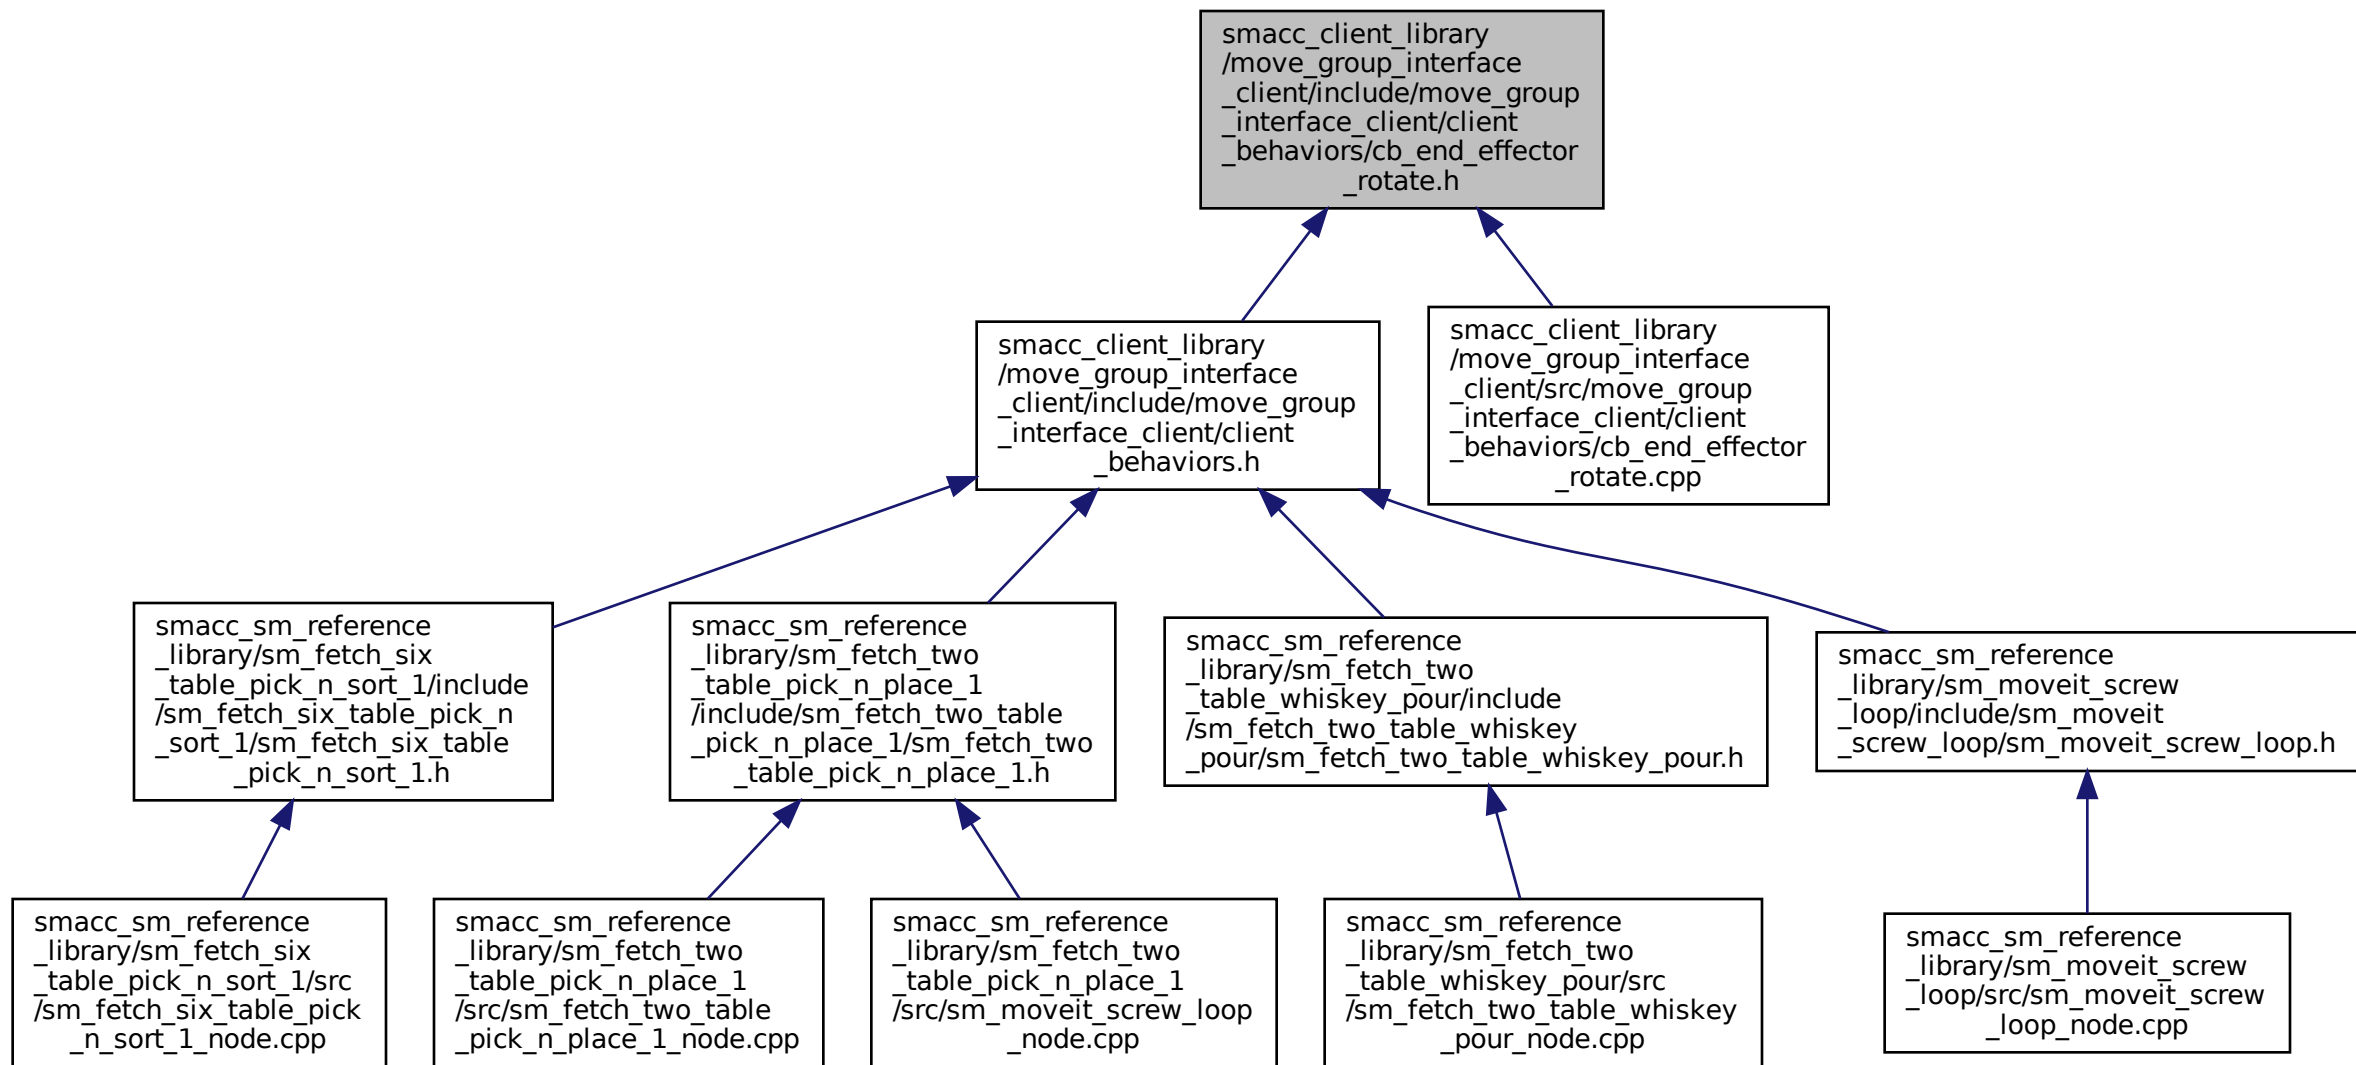 smacc_client_library
/move_group_interface
_client/include/move_group
_interface_client/client
_behaviors/cb_end_effector
_rotate.h
smacc_client_library
/move_group_interface
_client/include/move_group
_interface_client/client
_behaviors.h
smacc_client_library
/move_group_interface
_client/src/move_group
_interface_client/client
_behaviors/cb_end_effector
_rotate.cpp
smacc_sm_reference
_library/sm_fetch_six
_table_pick_n_sort_1/include
/sm_fetch_six_table_pick_n
_sort_1/sm_fetch_six_table
_pick_n_sort_1.h
smacc_sm_reference
_library/sm_fetch_two
_table_pick_n_place_1
/include/sm_fetch_two_table
_pick_n_place_1/sm_fetch_two
_table_pick_n_place_1.h
smacc_sm_reference
_library/sm_fetch_two
_table_whiskey_pour/include
/sm_fetch_two_table_whiskey
_pour/sm_fetch_two_table_whiskey_pour.h
smacc_sm_reference
_library/sm_moveit_screw
_loop/include/sm_moveit
_screw_loop/sm_moveit_screw_loop.h
smacc_sm_reference
_library/sm_fetch_six
_table_pick_n_sort_1/src
/sm_fetch_six_table_pick
_n_sort_1_node.cpp
smacc_sm_reference
_library/sm_fetch_two
_table_pick_n_place_1
/src/sm_fetch_two_table
_pick_n_place_1_node.cpp
smacc_sm_reference
_library/sm_fetch_two
_table_pick_n_place_1
/src/sm_moveit_screw_loop
_node.cpp
smacc_sm_reference
_library/sm_fetch_two
_table_whiskey_pour/src
/sm_fetch_two_table_whiskey
_pour_node.cpp
smacc_sm_reference
_library/sm_moveit_screw
_loop/src/sm_moveit_screw
_loop_node.cpp